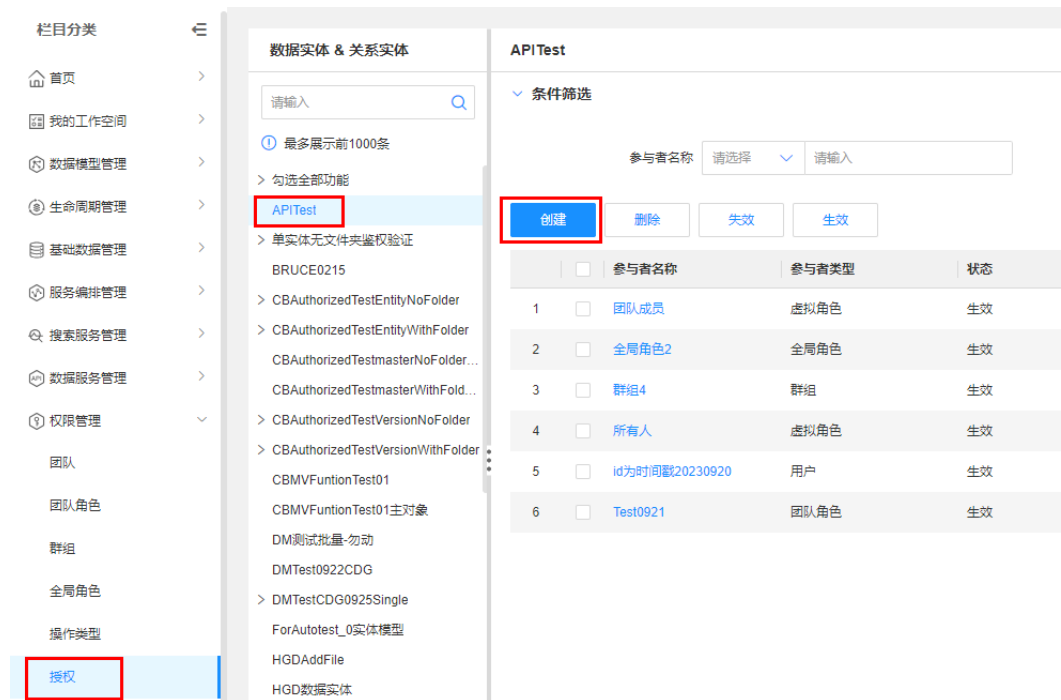 栏目分类
首页
我的工作空间
数据模型管理
生命周期管理
基础数据管理
服务编排管理
搜索服务管理
API 数据服务管理
权限管理
团队
团队角色
群组
全局角色
操作类型
授权
数据实体 & 关系实体
请输入
最多展示前1000条
勾选全部功能
APITest
单实体无文件夹鉴权验证
BRUCE0215
CBAuthorizedTestEntityNoFolder
CBAuthorizedTestEntityWithFolder
CBAuthorizedTestmasterNoFolder...
CBAuthorizedTestmasterWithFold...
CBAuthorizedTestVersionNoFolder
CBAuthorizedTestVersionWithFolder
CBMVFuntionTest01
CBMVFuntionTest01主对象
DM测试批量-勿动
DMTest0922CDG
DMTestCDG0925Single
ForAutotest_0实体模型
HGDAddFile
HGD数据实体
APITest
条件筛选
参与者名称 请选择 请输入
创建 删除 失效 生效
参与者名称 参与者类型 状态
1 团队成员 虚拟角色 生效
2 全局角色2 全局角色 生效
3 群组4 群组 生效
4 所有人 虚拟角色 生效
5 id为时间戳20230920 用户 生效
6 Test0921 团队角色 生效